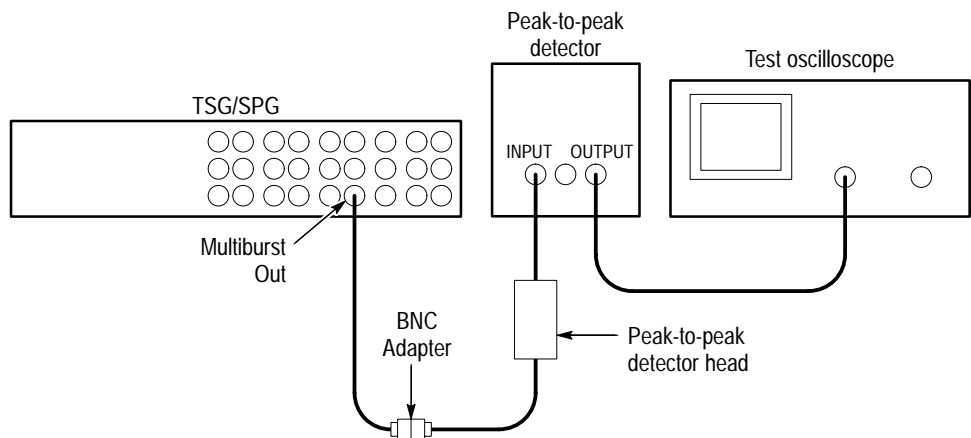 Peak-to-peak
detector
Test oscilloscope
TSG/SPG
INPUT
OUTPUT
Multiburst
Out
BNC
Adapter
Peak-to-peak
detector head